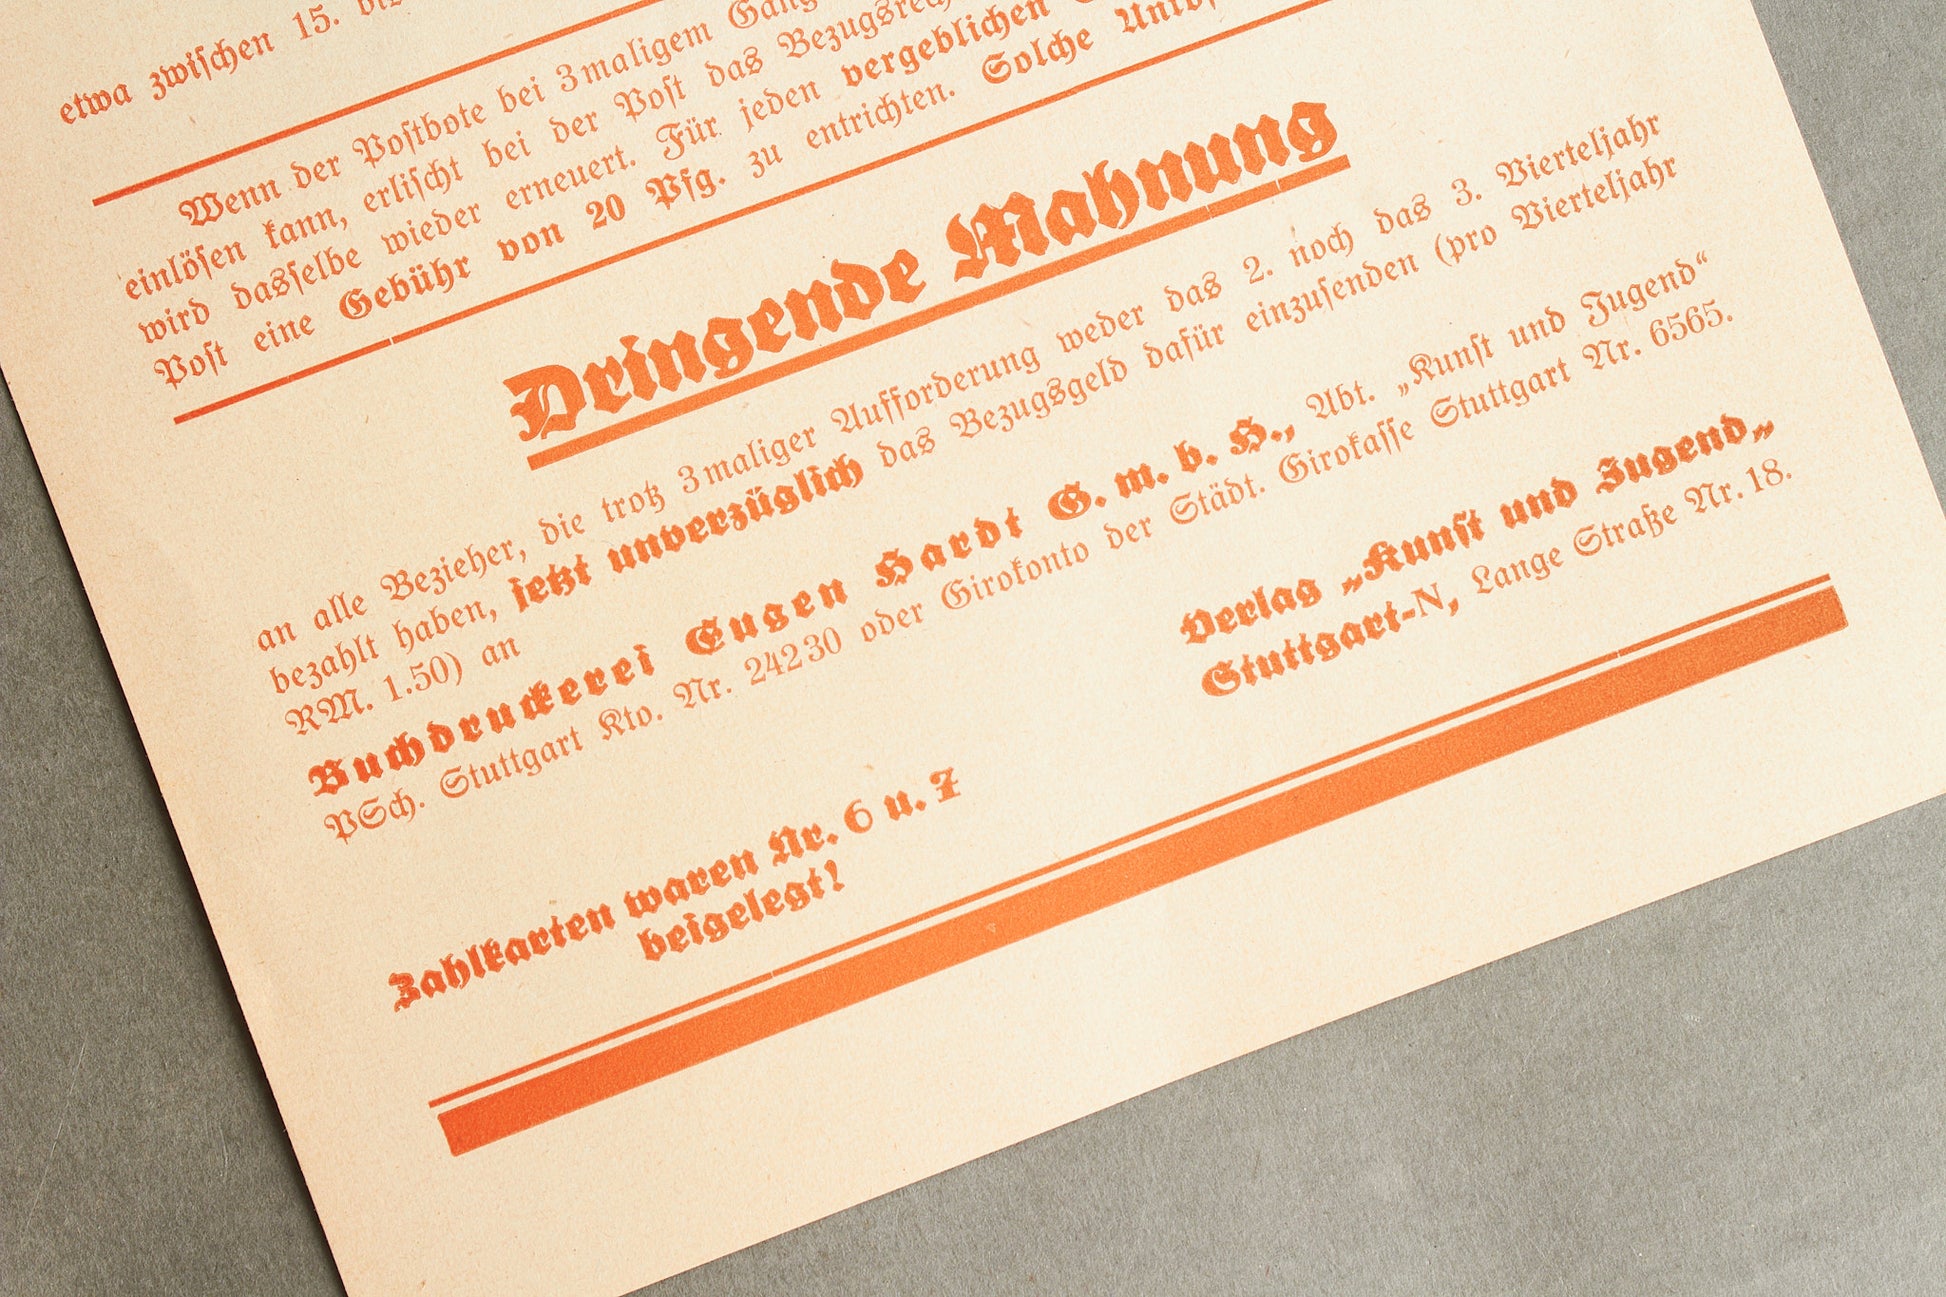 etwa zwischen 15.
Wenn der Postbote bei 3maligem
einlösen kann, erlischt bei der Post das Bezugsrecht
wird dasselbe wieder erneuert. Für jeden vergeblichen
Post eine Gebühr von 20 Pfg. zu entrichten. Solche
Dringende Mahnung
an alle Bezieher, die trotz 3maliger Aufforderung weder das 2. noch das 3. Vierteljahr
bezahlt haben, jetzt unverzüglich das Bezugsgeld dafür einzusenden (pro Vierteljahr
RM. 1.50) an
Buchdruckerei Eugen Hardt G. m. b. H., Abt. „Kunst und Jugend“
PSch. Stuttgart Kto. Nr. 24230 oder Girokonto der Städt. Girokasse Stuttgart Nr. 6565.
Verlag „Kunst und Jugend„
Stuttgart-N, Lange Straße Nr. 18.
Zahlkarten waren Nr. 6 u. 7
beigelegt!